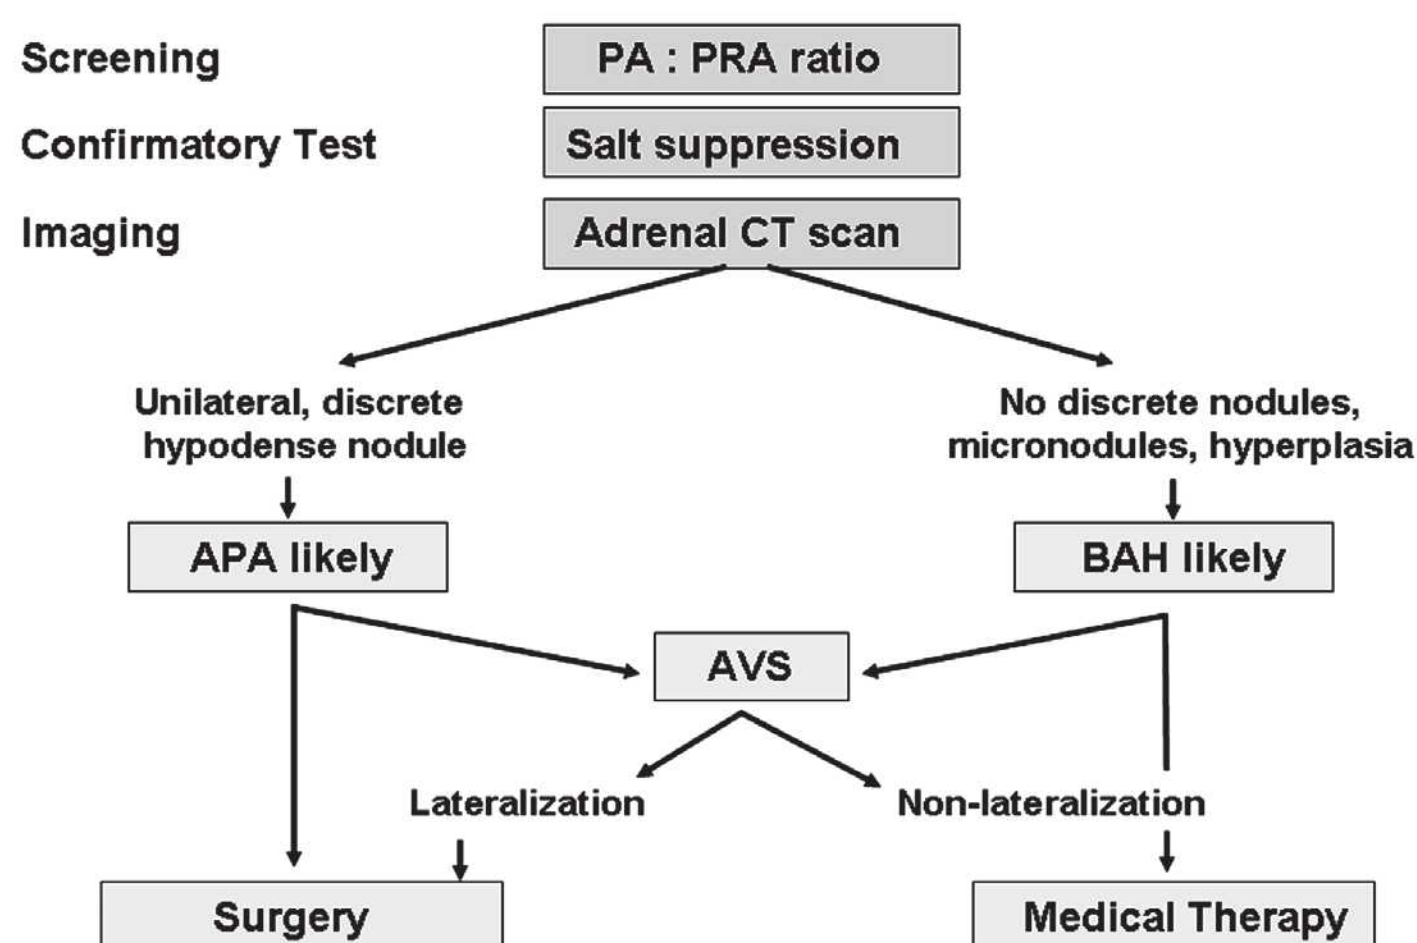 Screening
PA : PRA ratio
Confirmatory Test
Salt suppression
Imaging
Adrenal CT scan
Unilateral, discrete
hypodense nodule
No discrete nodules,
micronodules, hyperplasia
APA likely
BAH likely
AVS
Lateralization
Non-lateralization
Surgery
Medical Therapy